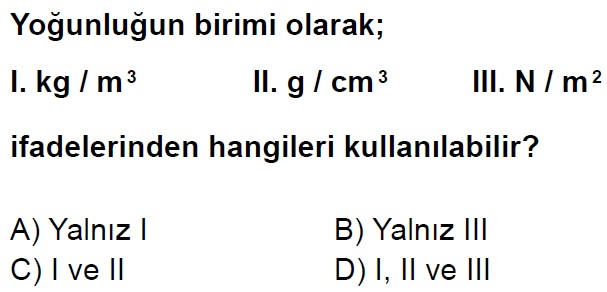 Yoğunluğun birimi olarak;
I. kg / m³ II. g / cm³ III. N / m²
ifadelerinden hangileri kullanılabilir?
A) Yalnız I B) Yalnız III
C) I ve II D) I, II ve III